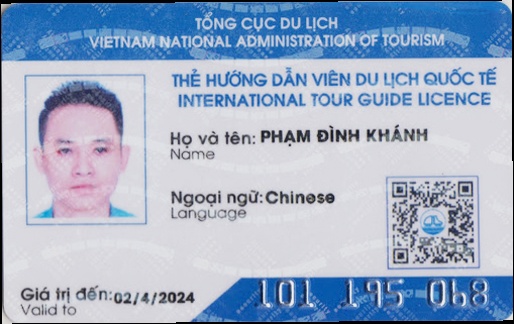 TỔNG CỤC DU LỊCH
VIETNAM NATIONAL ADMINISTRATION OF TOURISM
THẺ HƯỚNG DẪN VIÊN DU LỊCH QUỐC TẾ
INTERNATIONAL TOUR GUIDE LICENCE
Họ và tên: PHẠM ĐÌNH KHÁNH
Name
Ngoại ngữ: Chinese
Language
Giá trị đến: 02/4/2024
Valid to
101 195 068